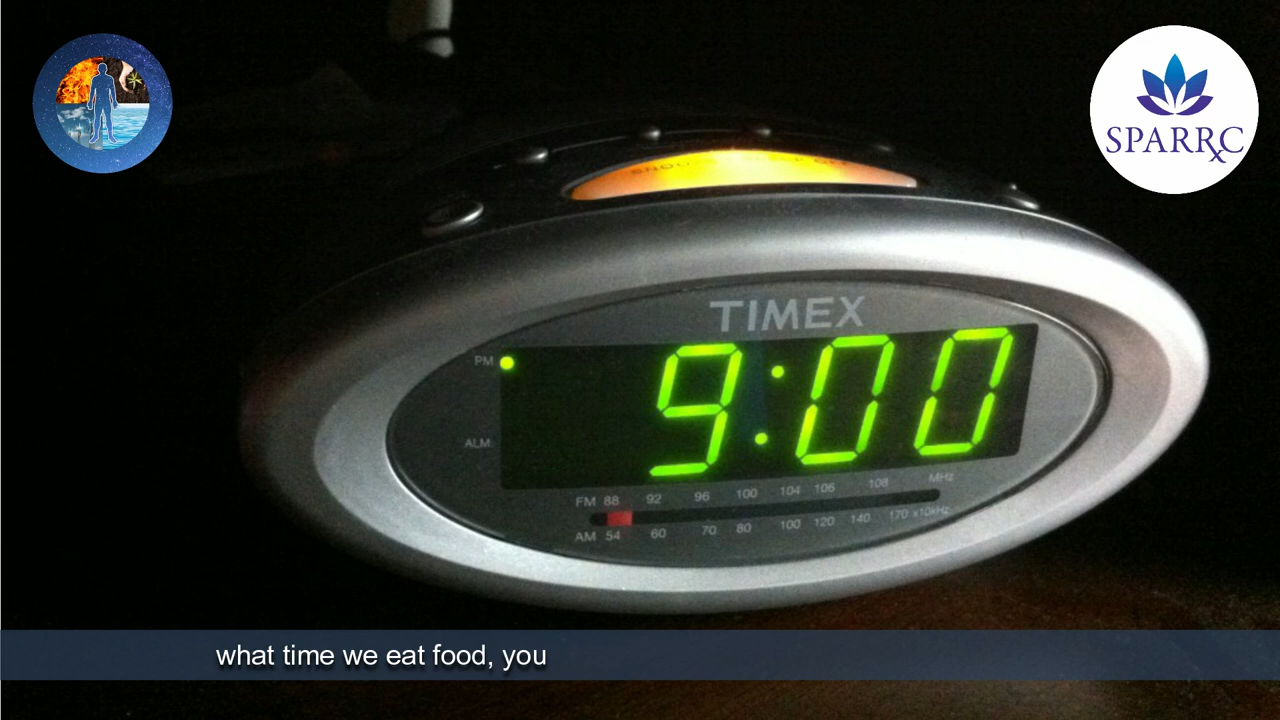 SPARRxC
TIMEX
PM
9:00
ALM
FM 88 92 96 100 104 106 108 MHz
AM 54 60 70 80 100 120 140 170 x10kHz
what time we eat food, you